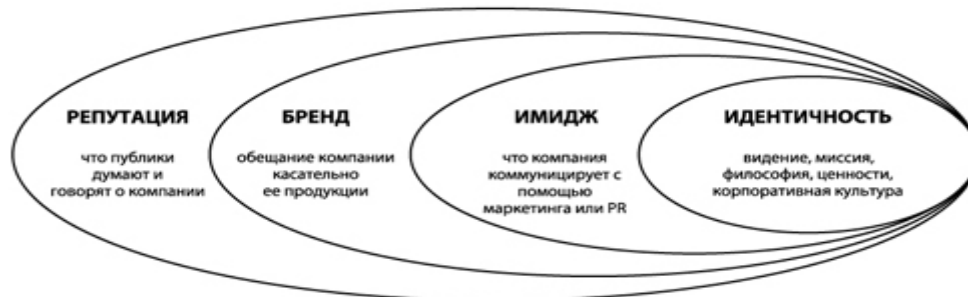 РЕПУТАЦИЯ
что публики
думают и
говорят о компании
БРЕНД
обещание компании
касательно
ее продукции
ИМИДЖ
что компания
коммуницирует с
помощью
маркетинга или PR
ИДЕНТИЧНОСТЬ
видение, миссия,
философия, ценности,
корпоративная культура